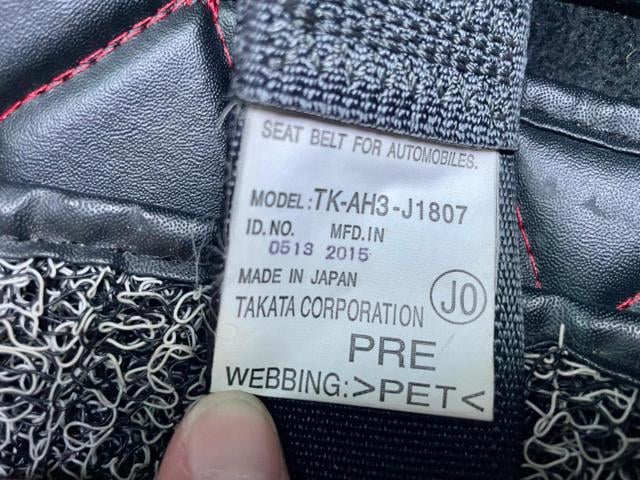 SEAT BELT FOR AUTOMOBILES.
MODEL:TK-AH3-J1807
ID.NO. MFD.IN
0513 2015
MADE IN JAPAN
TAKATA CORPORATION JO
PRE
WEBBING:>PET<